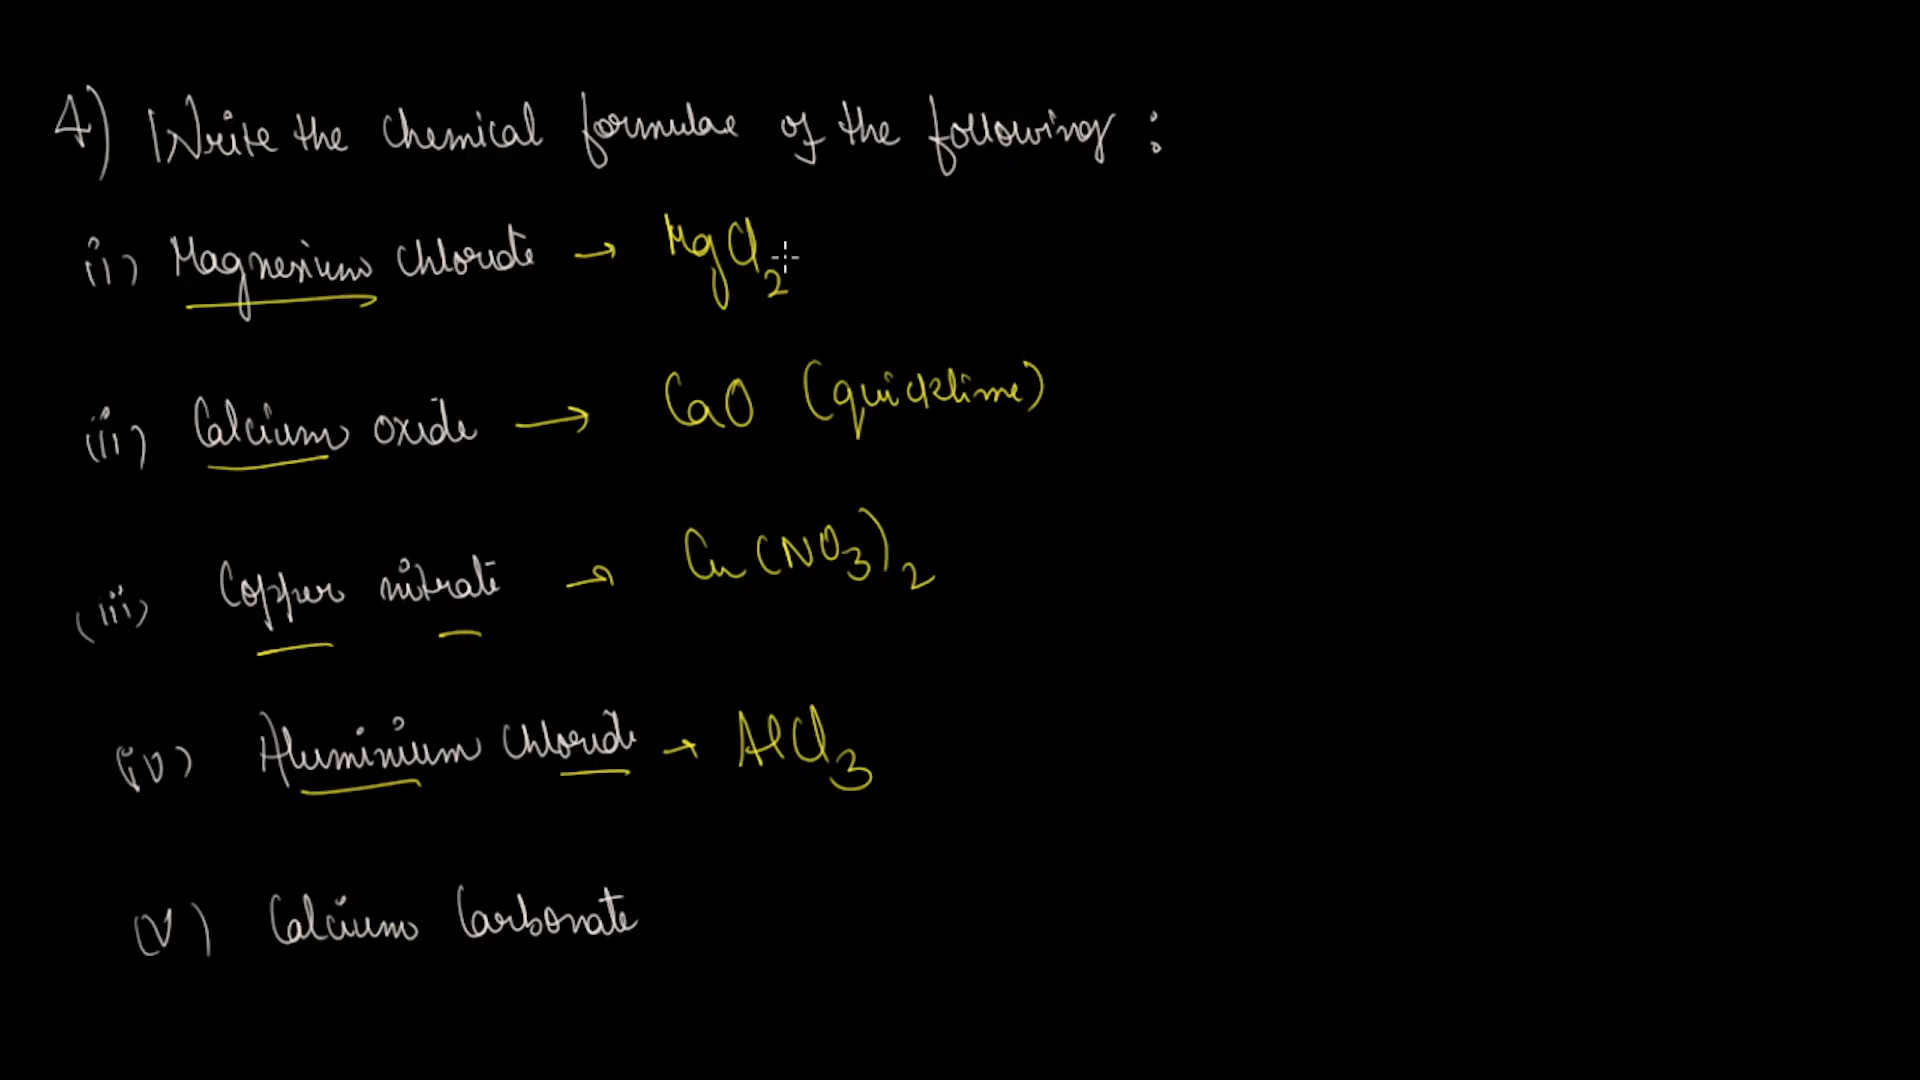 4) Write the chemical formulae of the following :
(i) Magnesium chloride → MgCl₂
(ii) Calcium oxide → CaO (quicklime)
(iii) Copper nitrate → Cu(NO₃)₂
(iv) Aluminium chloride → AlCl₃
(v) Calcium Carbonate